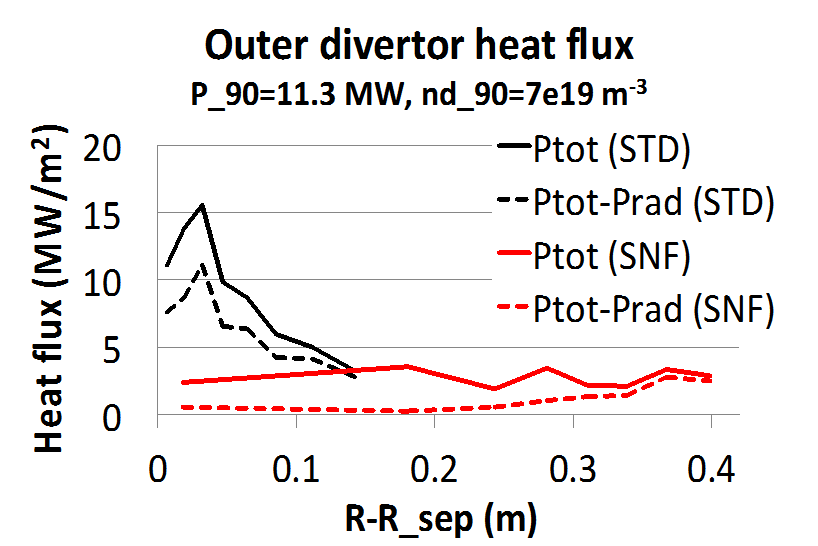 Outer divertor heat flux
P_90=11.3 MW, nd_90=7e19 m⁻³
Heat flux (MW/m²)
20
15
10
5
0
Ptot (STD)
Ptot-Prad (STD)
Ptot (SNF)
Ptot-Prad (SNF)
0 0.1 0.2 0.3 0.4
R-R_sep (m)